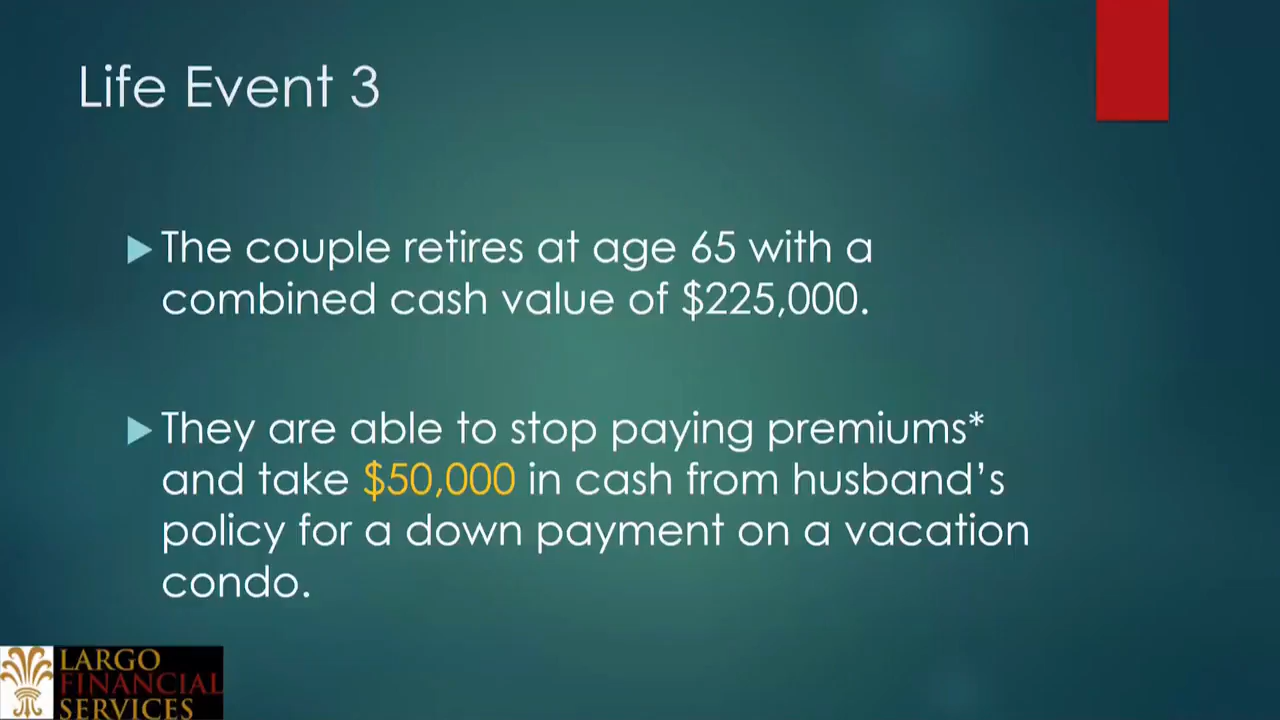 Life Event 3
The couple retires at age 65 with a
combined cash value of $225,000.
They are able to stop paying premiums*
and take $50,000 in cash from husband’s
policy for a down payment on a vacation
condo.
LARGO
FINANCIAL
SERVICES